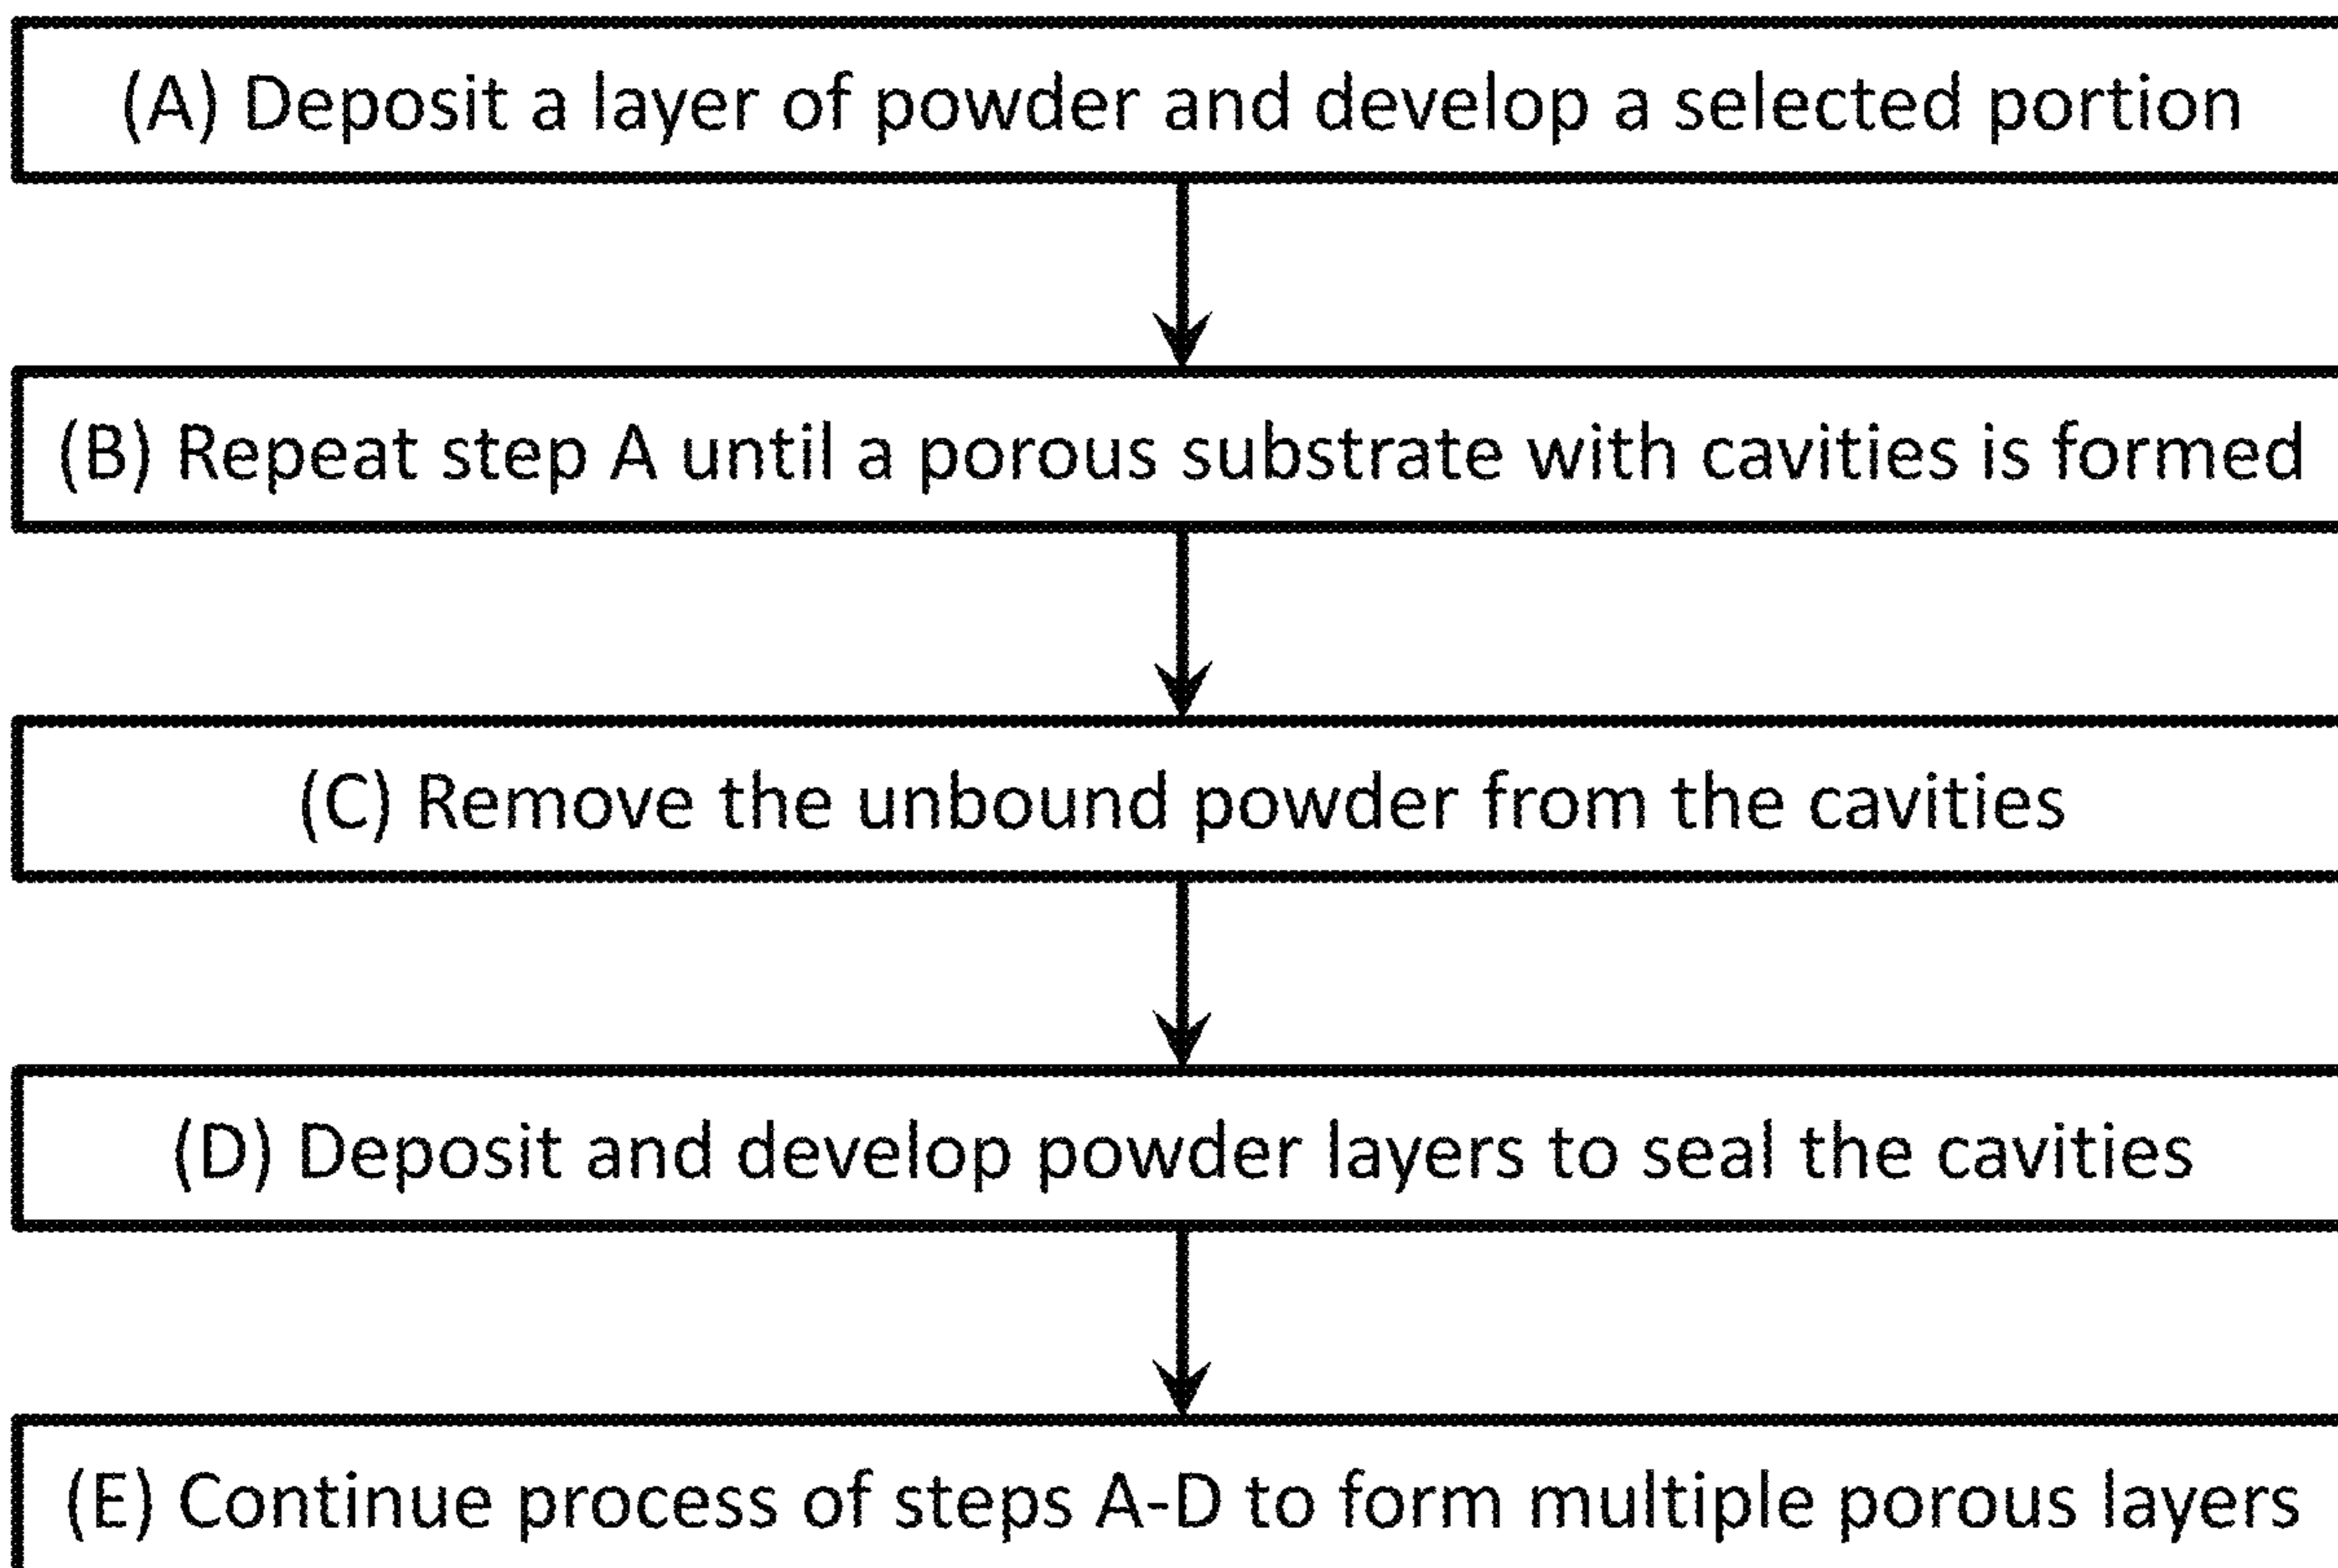 (A) Deposit a layer of powder and develop a selected portion
(B) Repeat step A until a porous substrate with cavities is formed
(C) Remove the unbound powder from the cavities
(D) Deposit and develop powder layers to seal the cavities
(E) Continue process of steps A-D to form multiple porous layers